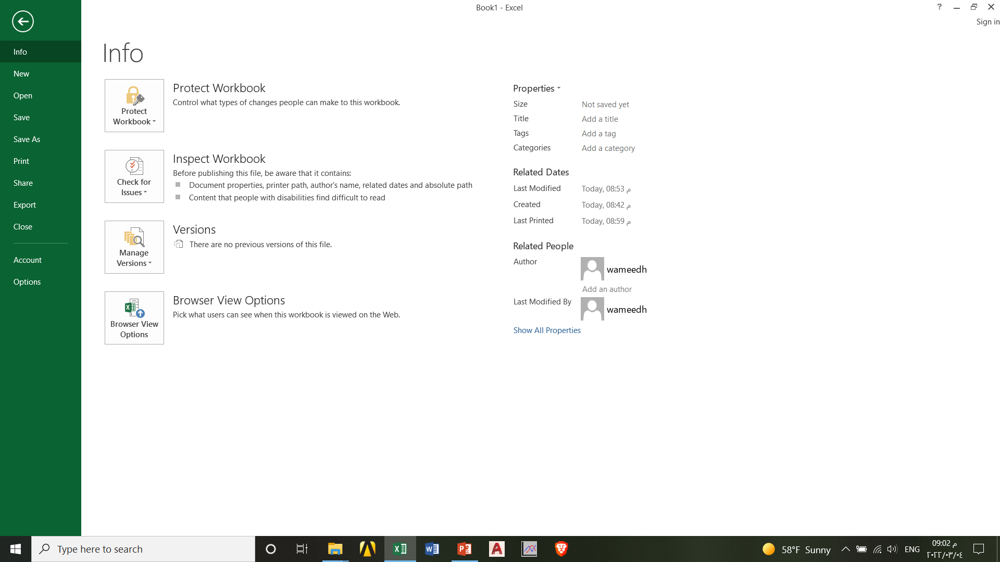 Book1 - Excel
?
Sign in
Info
New
Open
Save
Save As
Print
Share
Export
Close
Account
Options
Info
Protect Workbook
Protect Workbook
Control what types of changes people can make to this workbook.
Check for Issues
Inspect Workbook
Before publishing this file, be aware that it contains:
Document properties, printer path, author's name, related dates and absolute path
Content that people with disabilities find difficult to read
Manage Versions
Versions
There are no previous versions of this file.
Browser View Options
Browser View Options
Pick what users can see when this workbook is viewed on the Web.
Properties
Size Not saved yet
Title Add a title
Tags Add a tag
Categories Add a category
Related Dates
Last Modified Today, 08:53 م
Created Today, 08:42 م
Last Printed Today, 08:59 م
Related People
Author wameedh
Add an author
Last Modified By wameedh
Show All Properties
Type here to search
58°F Sunny
ENG
09:02 م
٢٠٢٢/٠٣/٠٤